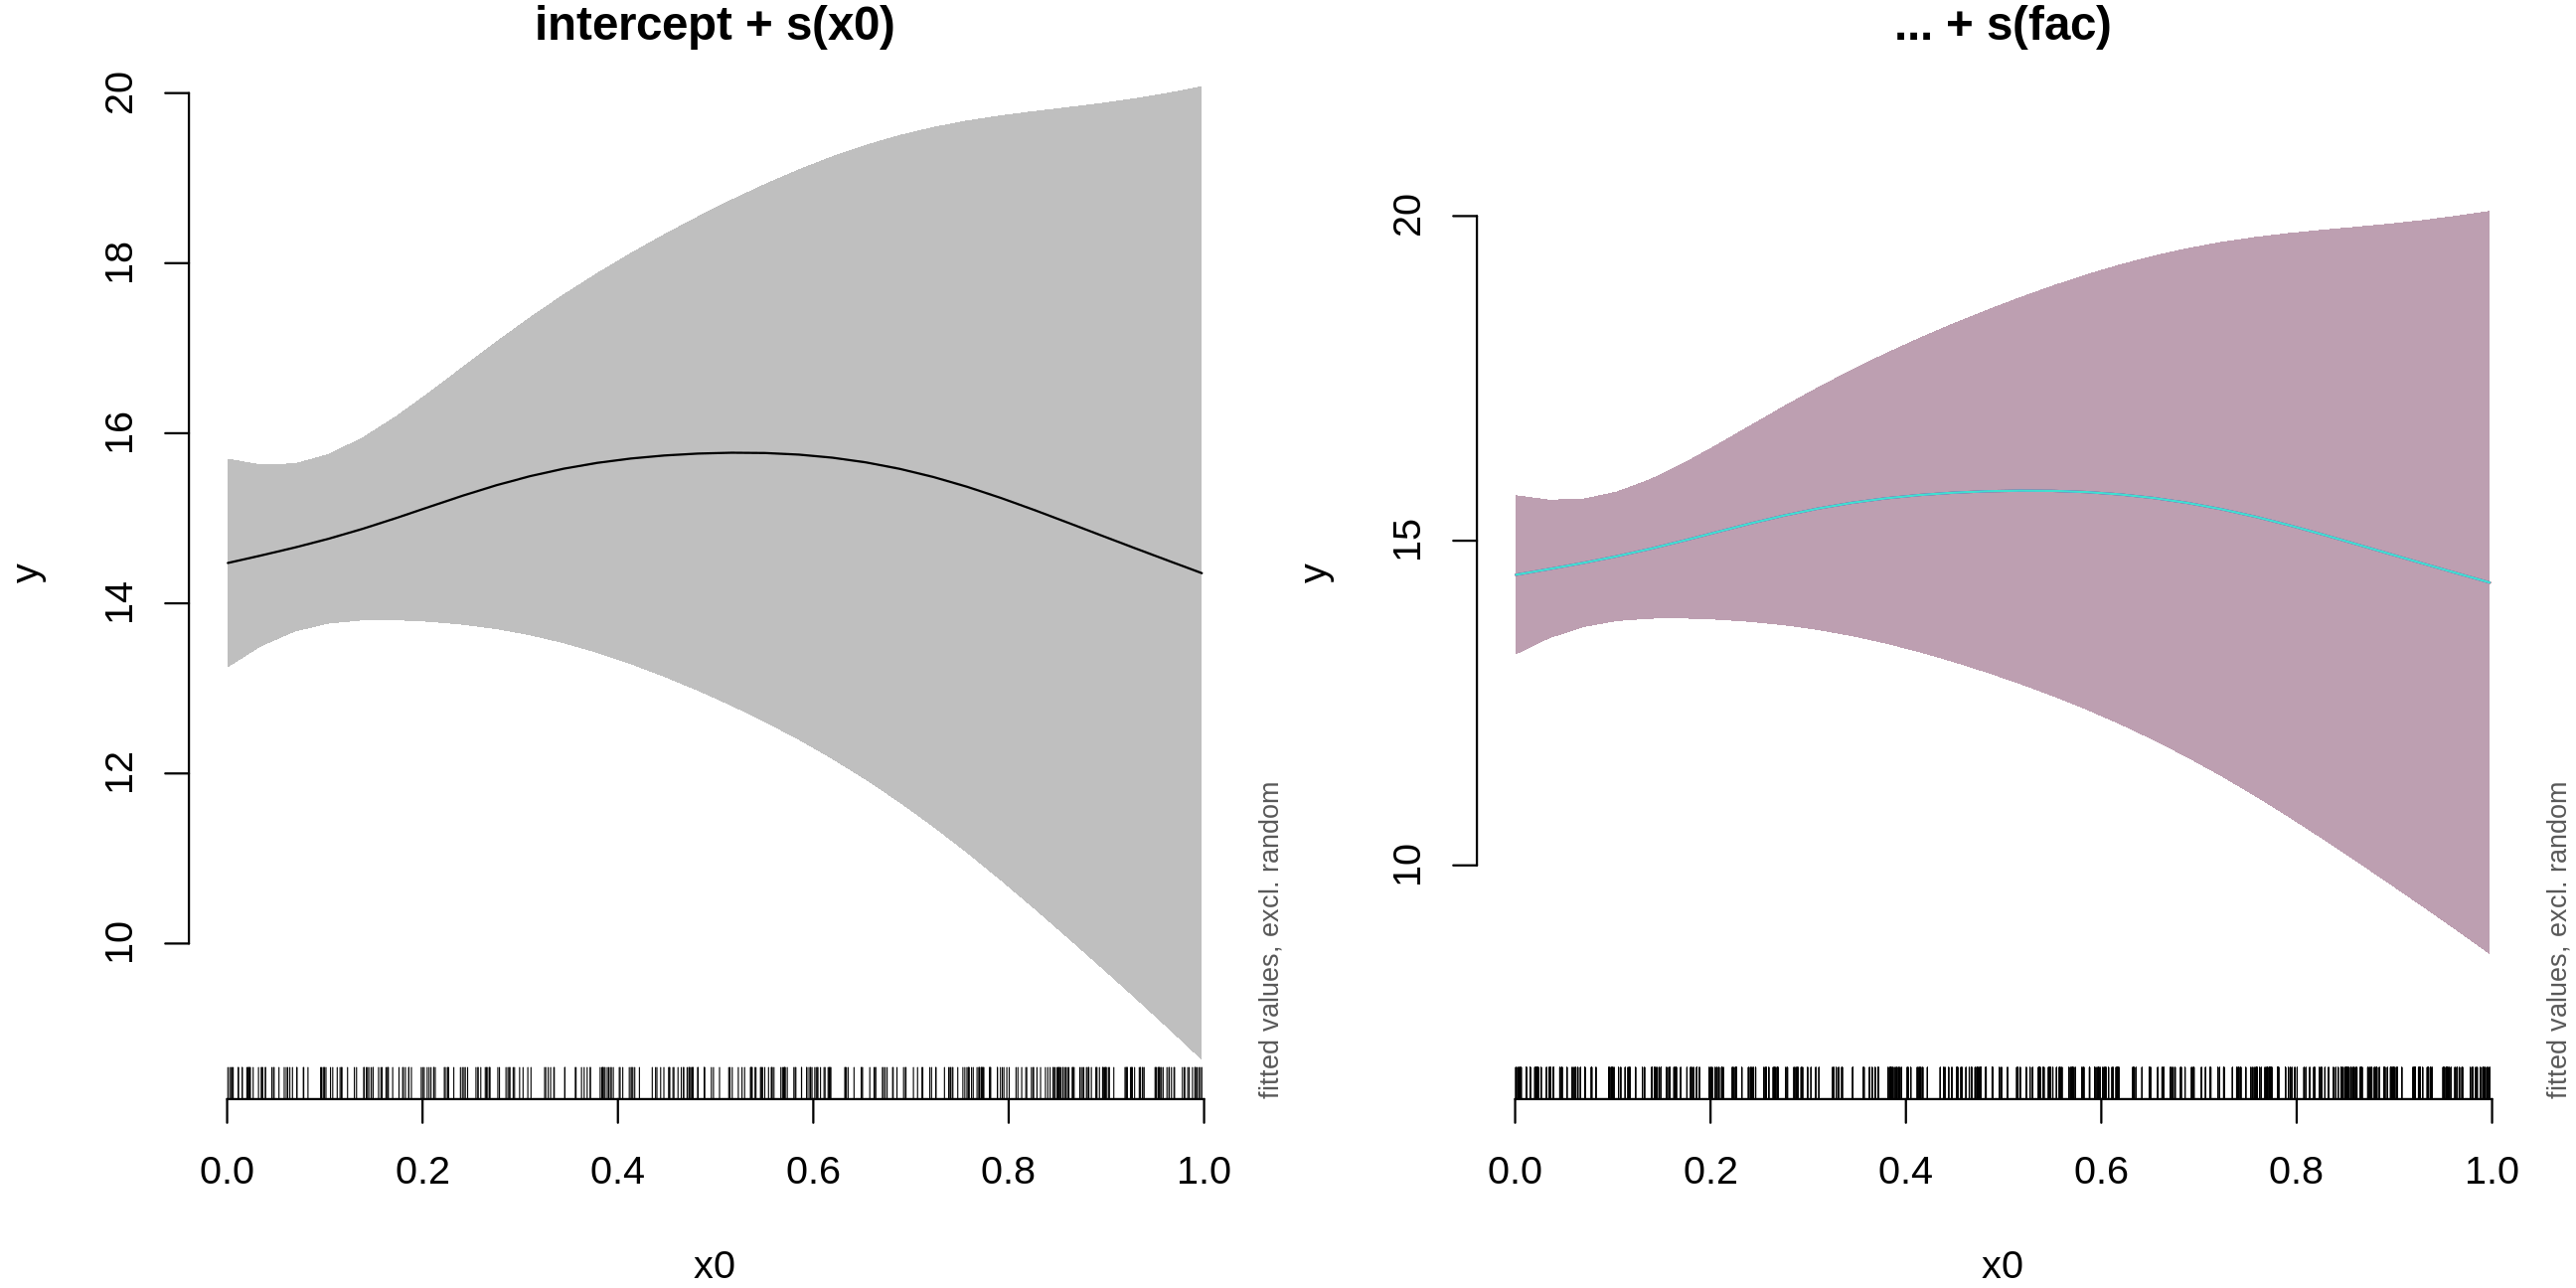 intercept + s(x0)
20
18
16
14
12
10
y
0.0 0.2 0.4 0.6 0.8 1.0
x0
fitted values, excl. random
... + s(fac)
20
15
10
y
0.0 0.2 0.4 0.6 0.8 1.0
x0
fitted values, excl. random